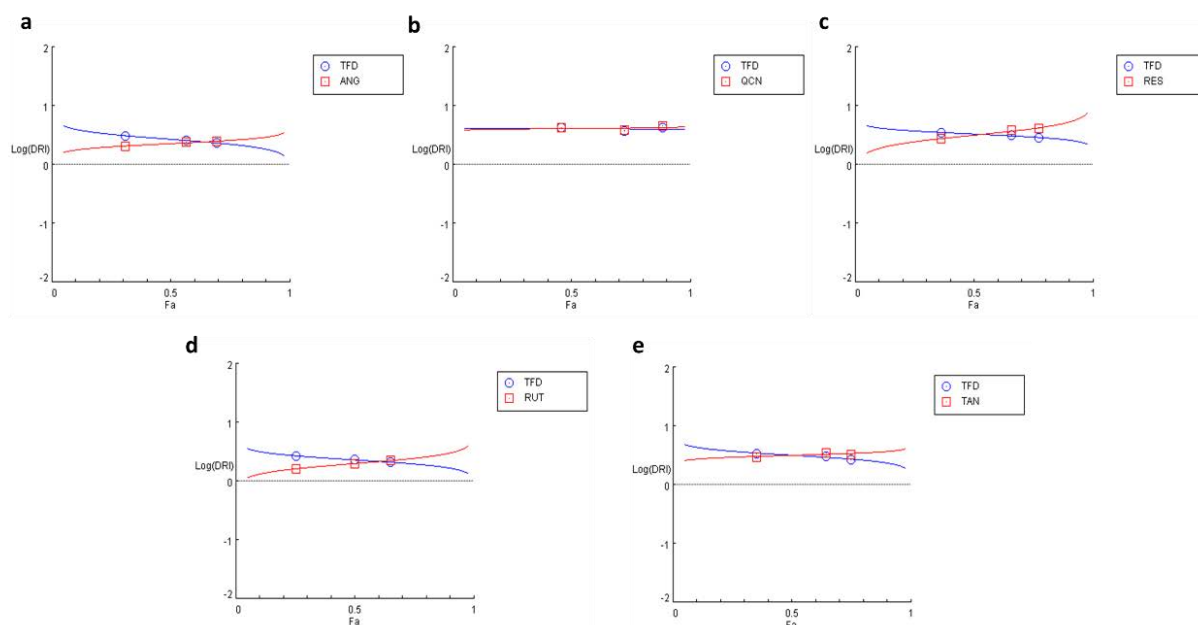 a
2
1
Log(DRI)
0
-1
-2
0
0.5
1
Fa
TFD
ANG
b
2
1
Log(DRI)
0
-1
-2
0
0.5
1
Fa
TFD
QCN
c
2
1
Log(DRI)
0
-1
-2
0
0.5
1
Fa
TFD
RES
d
2
1
Log(DRI)
0
-1
-2
0
0.5
1
Fa
TFD
RUT
e
2
1
Log(DRI)
0
-1
-2
0
0.5
1
Fa
TFD
TAN